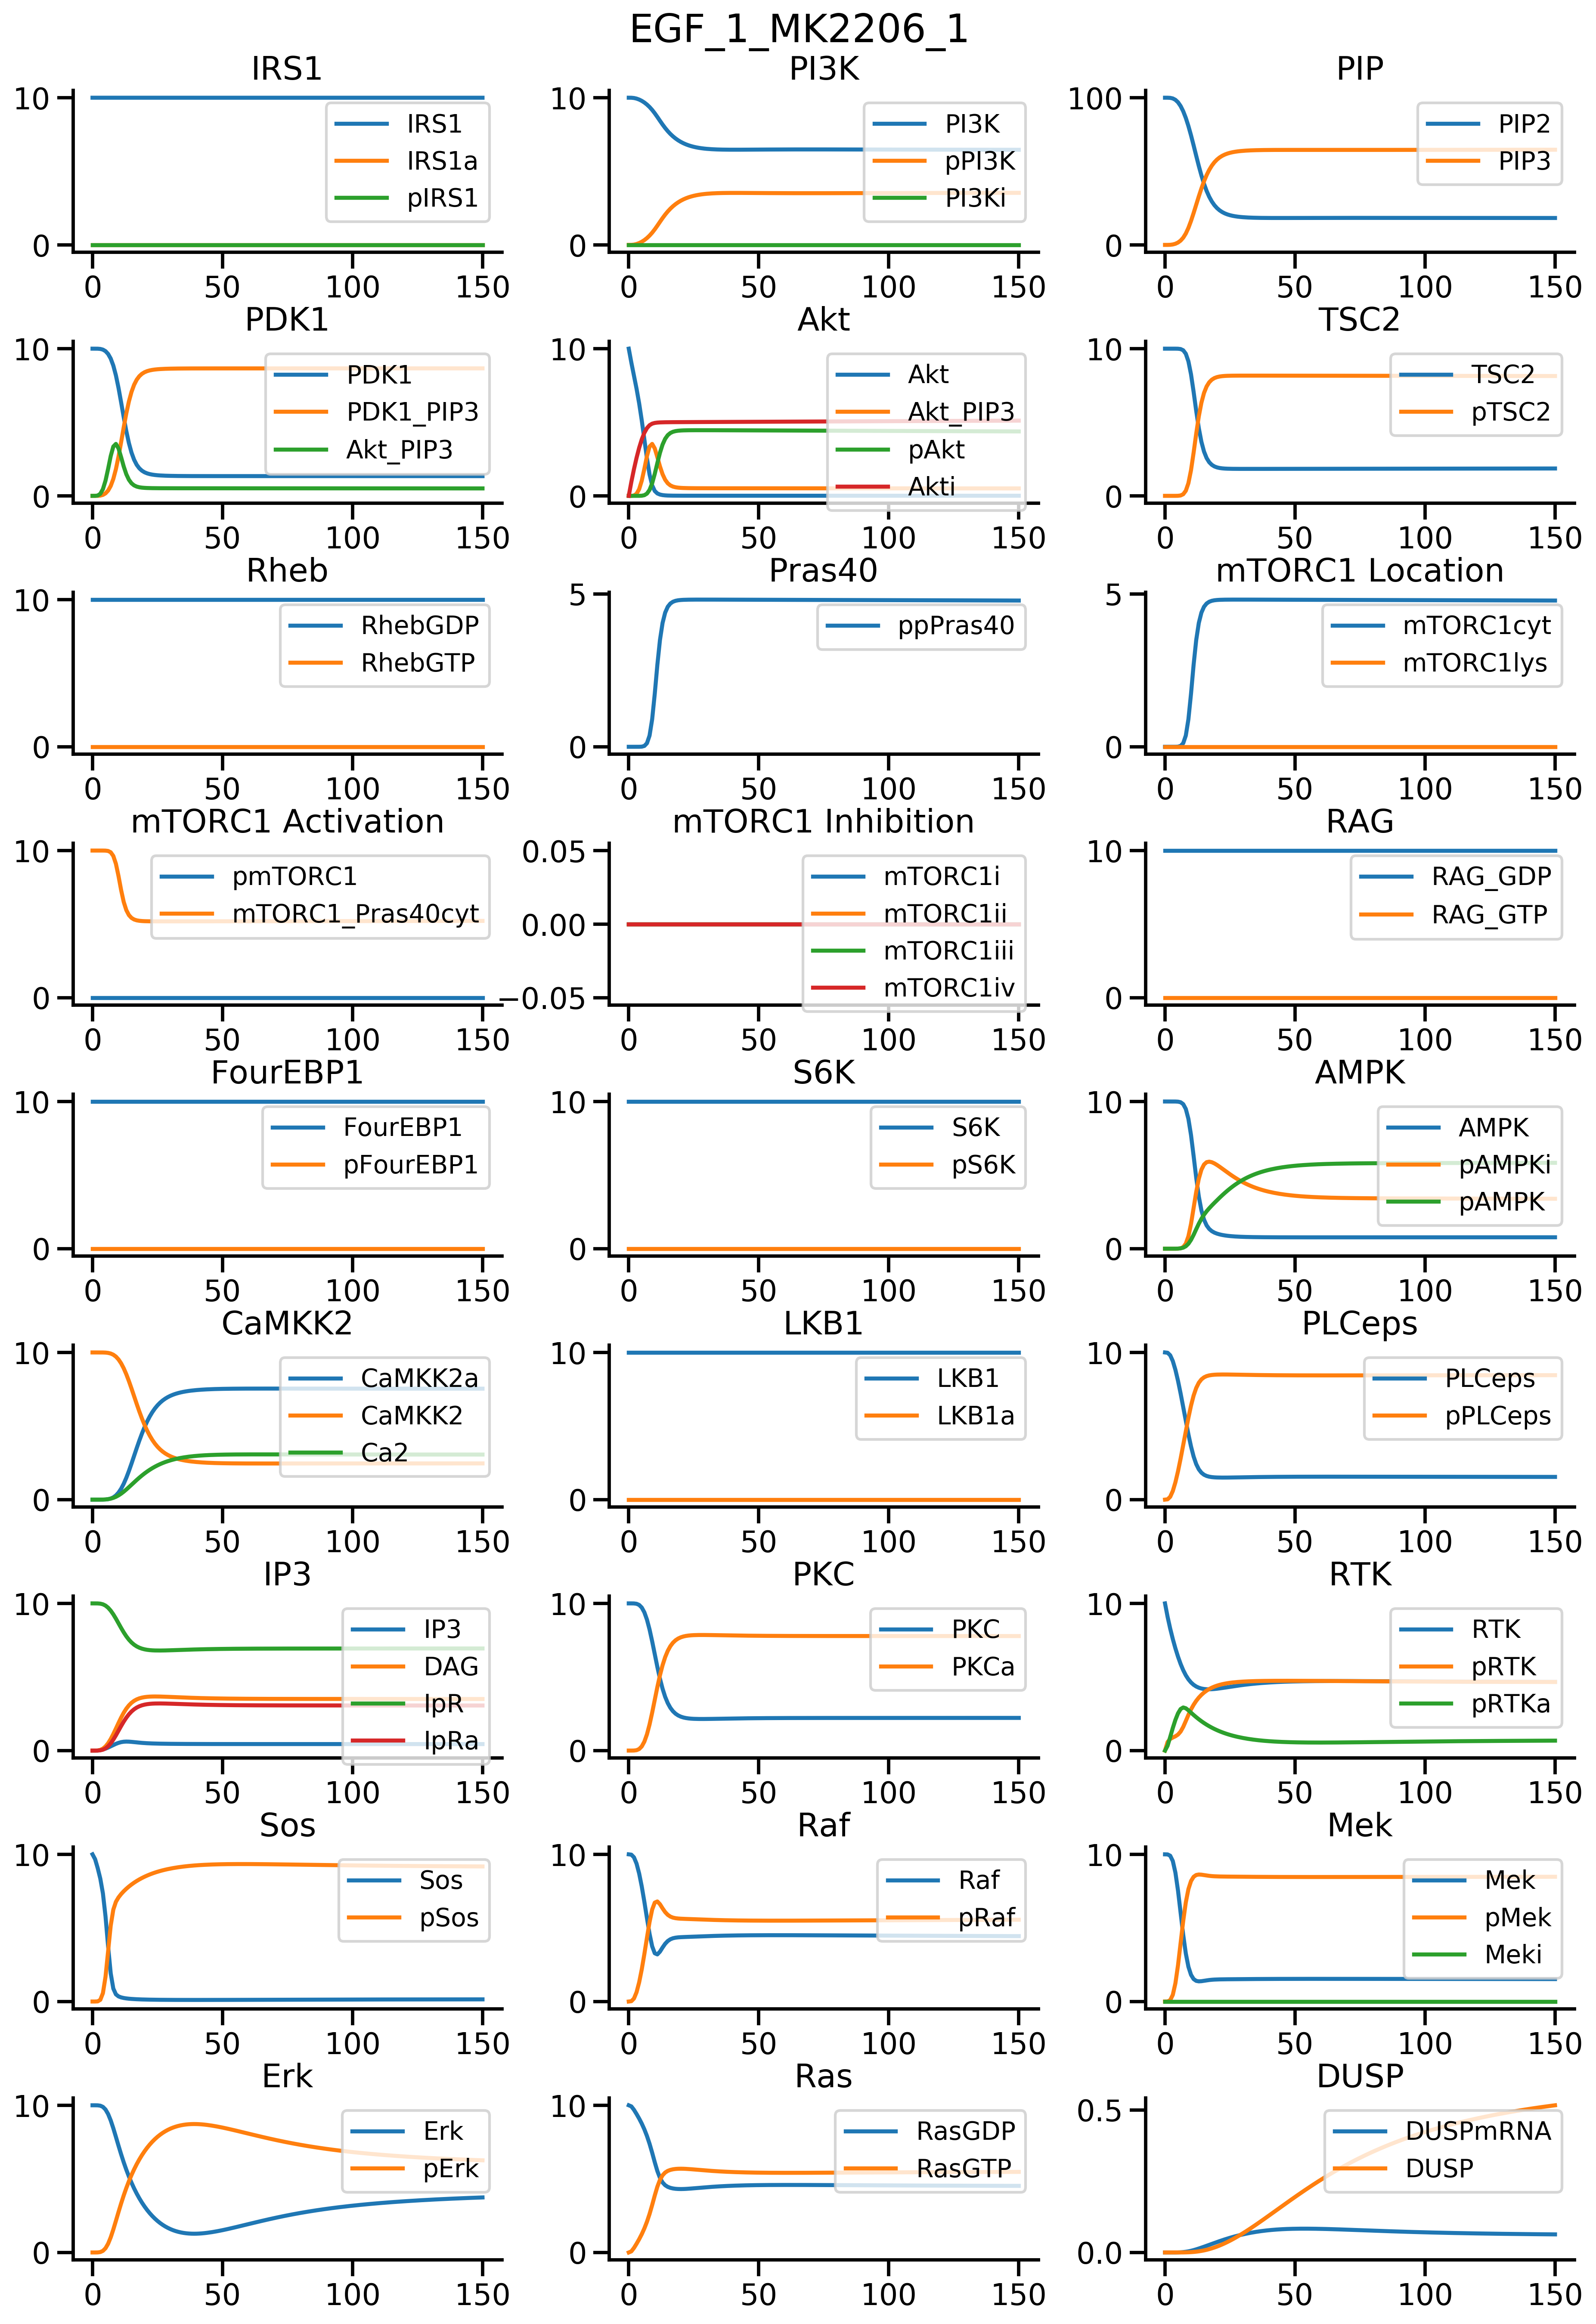 EGF_1_MK2206_1
IRS1
10
0
0 50 100 150
IRS1
IRS1a
pIRS1
PI3K
10
0
0 50 100 150
PI3K
pPI3K
PI3Ki
PIP
100
0
0 50 100 150
PIP2
PIP3
PDK1
10
0
0 50 100 150
PDK1
PDK1_PIP3
Akt_PIP3
Akt
10
0
0 50 100 150
Akt
Akt_PIP3
pAkt
Akti
TSC2
10
0
0 50 100 150
TSC2
pTSC2
Rheb
10
0
0 50 100 150
RhebGDP
RhebGTP
Pras40
5
0
0 50 100 150
ppPras40
mTORC1 Location
5
0
0 50 100 150
mTORC1cyt
mTORC1lys
mTORC1 Activation
10
0
0 50 100 150
pmTORC1
mTORC1_Pras40cyt
mTORC1 Inhibition
0.05
0.00
−0.05
0 50 100 150
mTORC1i
mTORC1ii
mTORC1iii
mTORC1iv
RAG
10
0
0 50 100 150
RAG_GDP
RAG_GTP
FourEBP1
10
0
0 50 100 150
FourEBP1
pFourEBP1
S6K
10
0
0 50 100 150
S6K
pS6K
AMPK
10
0
0 50 100 150
AMPK
pAMPKi
pAMPK
CaMKK2
10
0
0 50 100 150
CaMKK2a
CaMKK2
Ca2
LKB1
10
0
0 50 100 150
LKB1
LKB1a
PLCeps
10
0
0 50 100 150
PLCeps
pPLCeps
IP3
10
0
0 50 100 150
IP3
DAG
IpR
IpRa
PKC
10
0
0 50 100 150
PKC
PKCa
RTK
10
0
0 50 100 150
RTK
pRTK
pRTKa
Sos
10
0
0 50 100 150
Sos
pSos
Raf
10
0
0 50 100 150
Raf
pRaf
Mek
10
0
0 50 100 150
Mek
pMek
Meki
Erk
10
0
0 50 100 150
Erk
pErk
Ras
10
0
0 50 100 150
RasGDP
RasGTP
DUSP
0.5
0.0
0 50 100 150
DUSPmRNA
DUSP